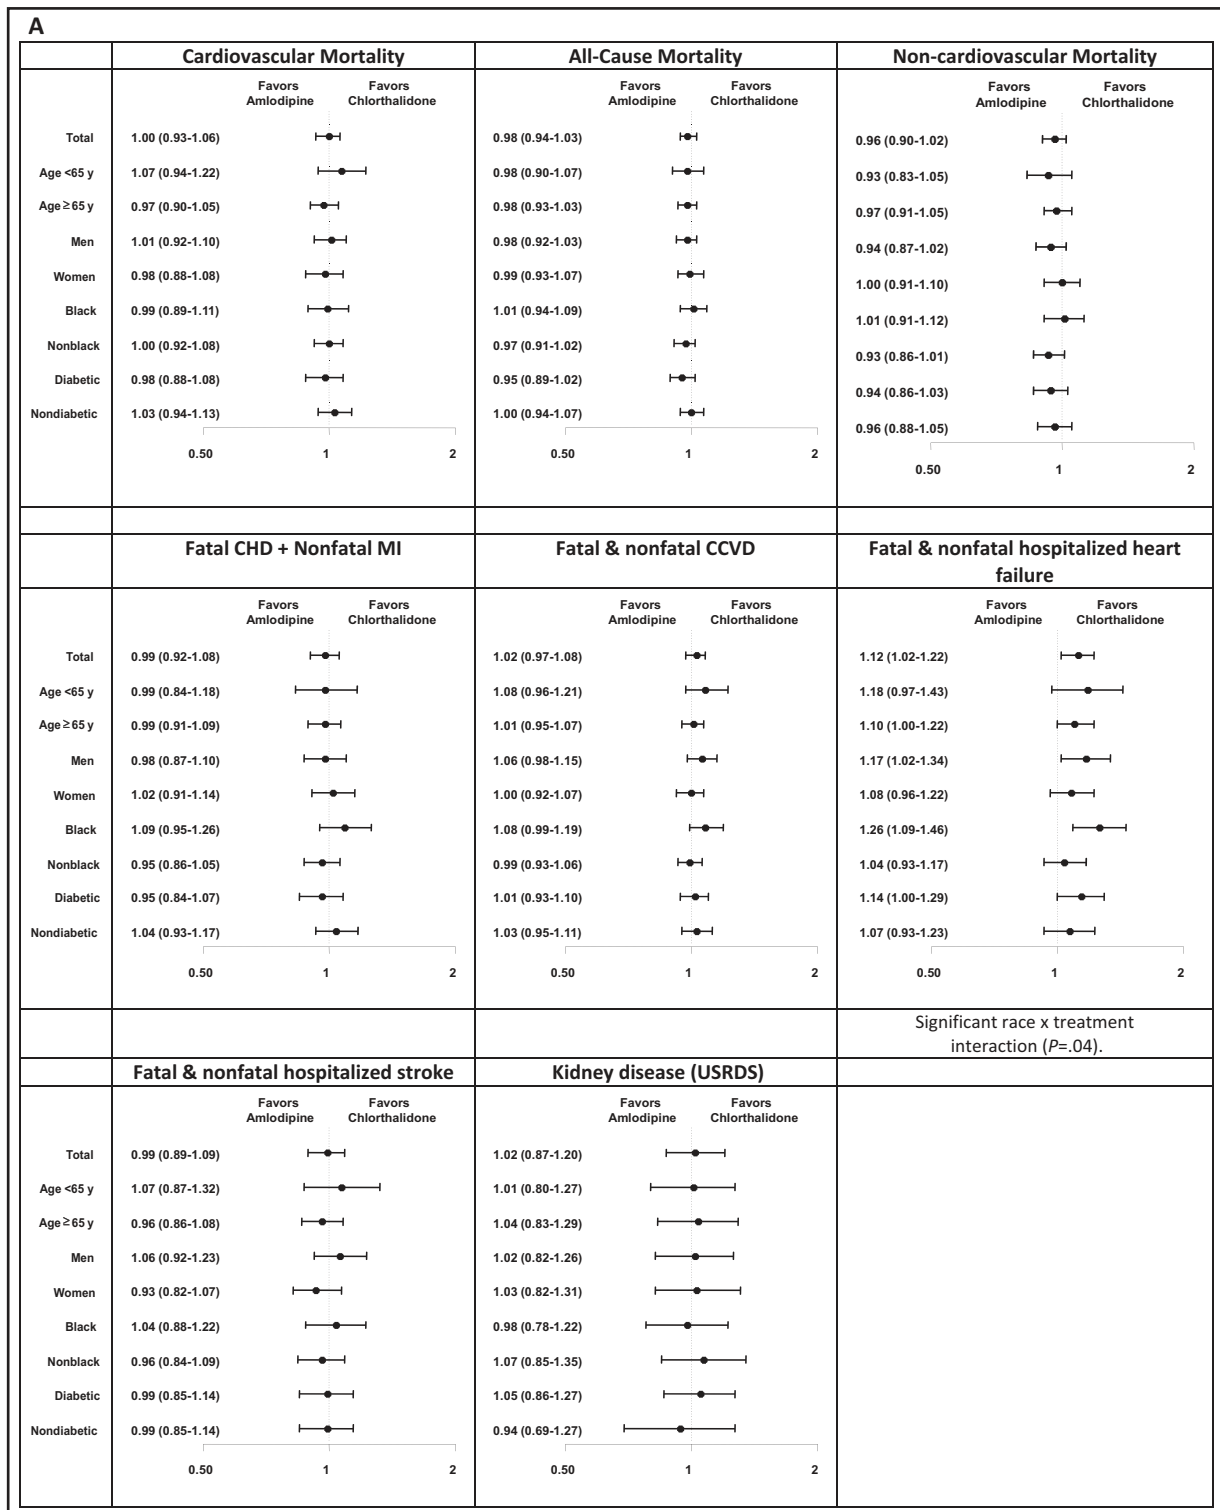 A
Cardiovascular Mortality
All-Cause Mortality
Non-cardiovascular Mortality
Favors Amlodipine
Favors Chlorthalidone
Favors Amlodipine
Favors Chlorthalidone
Favors Amlodipine
Favors Chlorthalidone
Total 1.00 (0.93-1.06) 0.98 (0.94-1.03) 0.96 (0.90-1.02)
Age <65 y 1.07 (0.94-1.22) 0.98 (0.90-1.07) 0.93 (0.83-1.05)
Age ≥ 65 y 0.97 (0.90-1.05) 0.98 (0.93-1.03) 0.97 (0.91-1.05)
Men 1.01 (0.92-1.10) 0.98 (0.92-1.03) 0.94 (0.87-1.02)
Women 0.98 (0.88-1.08) 0.99 (0.93-1.07) 1.00 (0.91-1.10)
Black 0.99 (0.89-1.11) 1.01 (0.94-1.09) 1.01 (0.91-1.12)
Nonblack 1.00 (0.92-1.08) 0.97 (0.91-1.02) 0.93 (0.86-1.01)
Diabetic 0.98 (0.88-1.08) 0.95 (0.89-1.02) 0.94 (0.86-1.03)
Nondiabetic 1.03 (0.94-1.13) 1.00 (0.94-1.07) 0.96 (0.88-1.05)
0.50 1 2 0.50 1 2 0.50 1 2
Fatal CHD + Nonfatal MI
Fatal & nonfatal CCVD
Fatal & nonfatal hospitalized heart
failure
Favors Amlodipine
Favors Chlorthalidone
Favors Amlodipine
Favors Chlorthalidone
Favors Amlodipine
Favors Chlorthalidone
Total 0.99 (0.92-1.08) 1.02 (0.97-1.08) 1.12 (1.02-1.22)
Age <65 y 0.99 (0.84-1.18) 1.08 (0.96-1.21) 1.18 (0.97-1.43)
Age ≥ 65 y 0.99 (0.91-1.09) 1.01 (0.95-1.07) 1.10 (1.00-1.22)
Men 0.98 (0.87-1.10) 1.06 (0.98-1.15) 1.17 (1.02-1.34)
Women 1.02 (0.91-1.14) 1.00 (0.92-1.07) 1.08 (0.96-1.22)
Black 1.09 (0.95-1.26) 1.08 (0.99-1.19) 1.26 (1.09-1.46)
Nonblack 0.95 (0.86-1.05) 0.99 (0.93-1.06) 1.04 (0.93-1.17)
Diabetic 0.95 (0.84-1.07) 1.01 (0.93-1.10) 1.14 (1.00-1.29)
Nondiabetic 1.04 (0.93-1.17) 1.03 (0.95-1.11) 1.07 (0.93-1.23)
0.50 1 2 0.50 1 2 0.50 1 2
Significant race x treatment
interaction (P=.04).
Fatal & nonfatal hospitalized stroke
Kidney disease (USRDS)
Favors Amlodipine
Favors Chlorthalidone
Favors Amlodipine
Favors Chlorthalidone
Total 0.99 (0.89-1.09) 1.02 (0.87-1.20)
Age <65 y 1.07 (0.87-1.32) 1.01 (0.80-1.27)
Age ≥ 65 y 0.96 (0.86-1.08) 1.04 (0.83-1.29)
Men 1.06 (0.92-1.23) 1.02 (0.82-1.26)
Women 0.93 (0.82-1.07) 1.03 (0.82-1.31)
Black 1.04 (0.88-1.22) 0.98 (0.78-1.22)
Nonblack 0.96 (0.84-1.09) 1.07 (0.85-1.35)
Diabetic 0.99 (0.85-1.14) 1.05 (0.86-1.27)
Nondiabetic 0.99 (0.85-1.14) 0.94 (0.69-1.27)
0.50 1 2 0.50 1 2